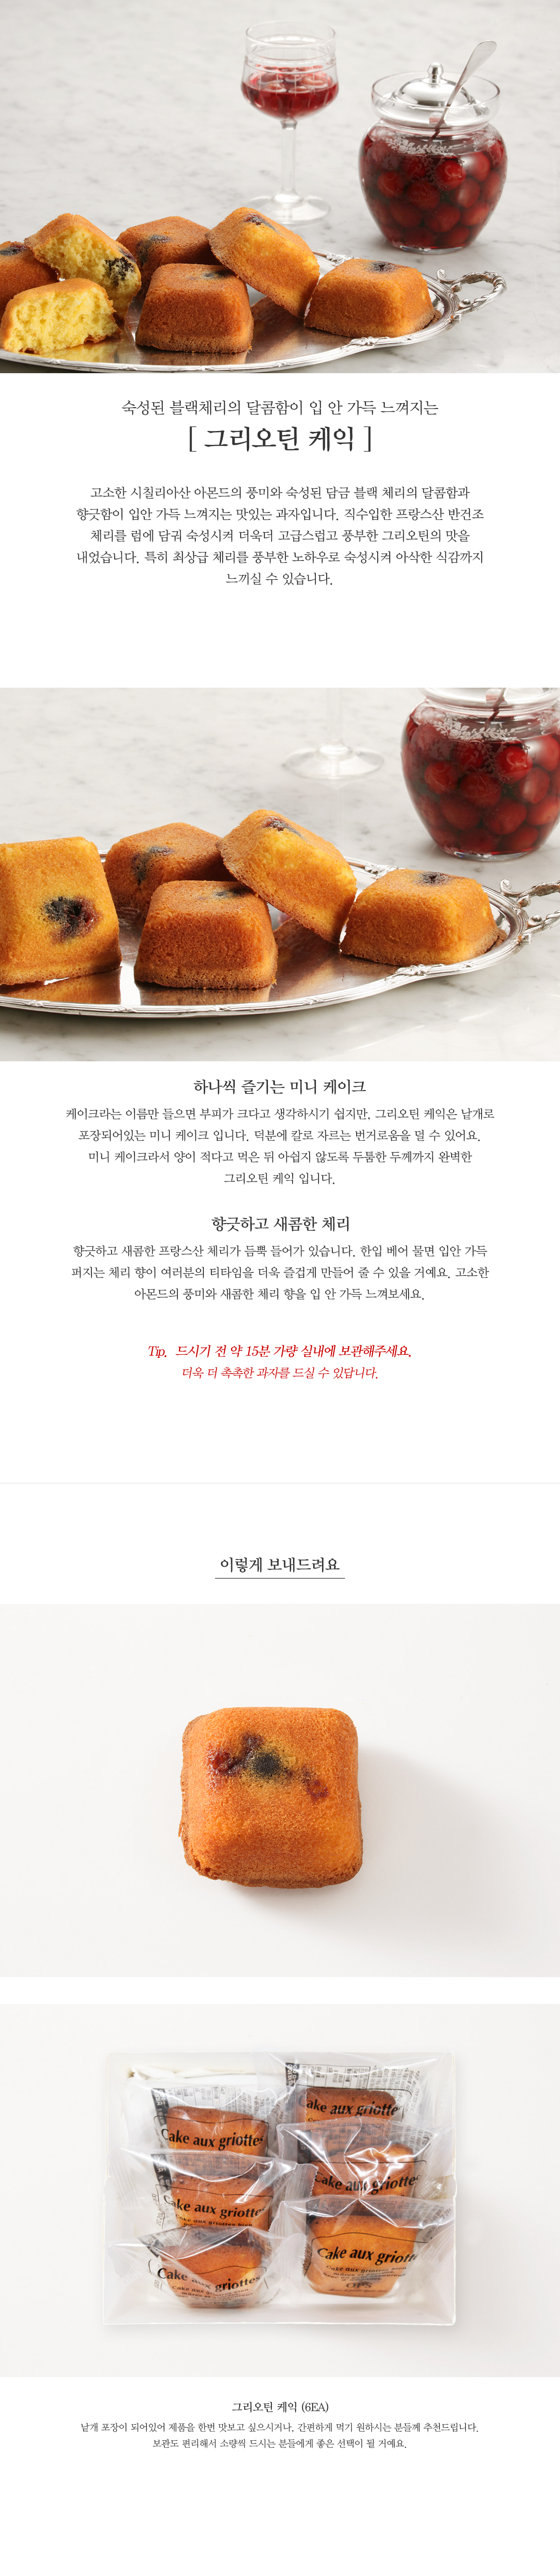 숙성된 블랙체리의 달콤함이 입 안 가득 느껴지는
[ 그리오틴 케익 ]
고소한 시칠리아산 아몬드의 풍미와 숙성된 담금 블랙 체리의 달콤함과
향긋함이 입안 가득 느껴지는 맛있는 과자입니다. 직수입한 프랑스산 반건조
체리를 럼에 담궈 숙성시켜 더욱더 고급스럽고 풍부한 그리오틴의 맛을
내었습니다. 특히 최상급 체리를 풍부한 노하우로 숙성시켜 아삭한 식감까지
느끼실 수 있습니다.
하나씩 즐기는 미니 케이크
케이크라는 이름만 들으면 부피가 크다고 생각하시기 쉽지만, 그리오틴 케익은 낱개로
포장되어있는 미니 케이크 입니다. 덕분에 칼로 자르는 번거로움을 덜 수 있어요.
미니 케이크라서 양이 적다고 먹은 뒤 아쉽지 않도록 두툼한 두께까지 완벽한
그리오틴 케익 입니다.
향긋하고 새콤한 체리
향긋하고 새콤한 프랑스산 체리가 듬뿍 들어가 있습니다. 한입 베어 물면 입안 가득
퍼지는 체리 향이 여러분의 티타임을 더욱 즐겁게 만들어 줄 수 있을 거예요. 고소한
아몬드의 풍미와 새콤한 체리 향을 입 안 가득 느껴보세요.
Tip. 드시기 전 약 15분 가량 실내에 보관해주세요.
더욱 더 촉촉한 과자를 드실 수 있답니다.
이렇게 보내드려요
ake aux griotte
Cake aux griottes
ake aux griottes
Cake aux griottes
Cake aux griottes
Cake aux griott
그리오틴 케익 (6EA)
낱개 포장이 되어있어 제품을 한번 맛보고 싶으시거나, 간편하게 먹기 원하시는 분들께 추천드립니다.
보관도 편리해서 소량씩 드시는 분들에게 좋은 선택이 될 거예요.